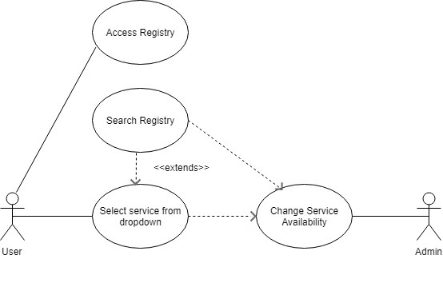 Access Registry
Search Registry
<<extends>>
Select service from
dropdown
Change Service
Availability
User
Admin